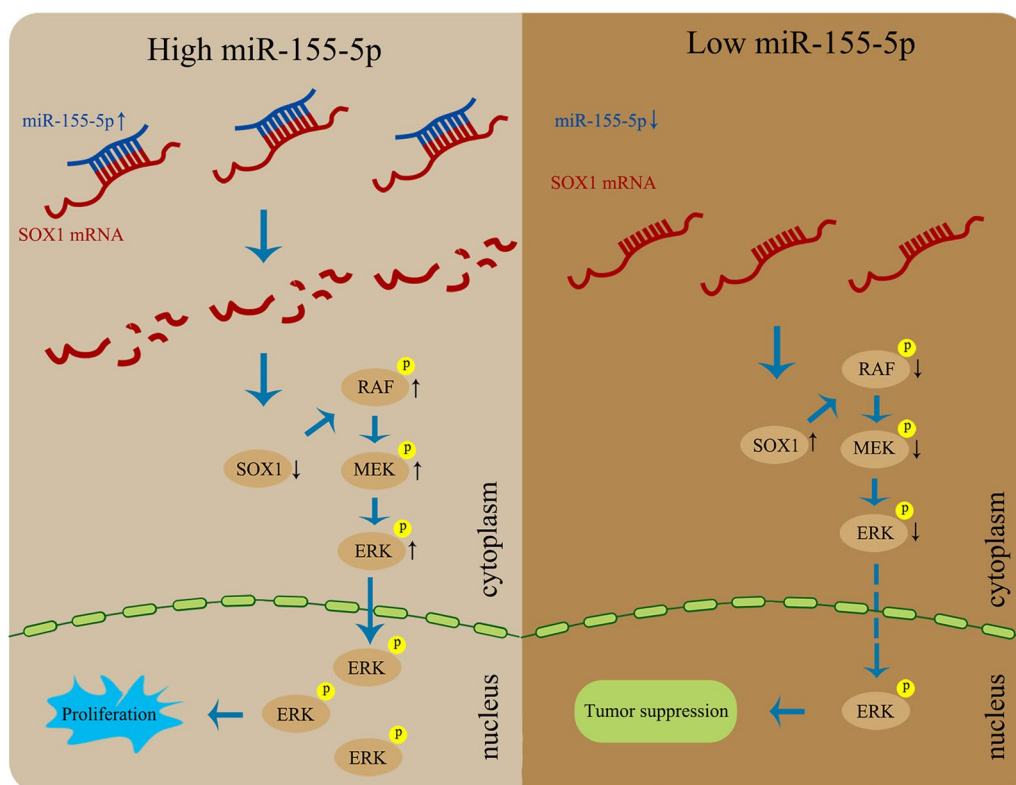 High miR-155-5p
miR-155-5p↑
SOX1 mRNA
P
RAF ↑
SOX1 ↓
P
MEK ↑
P
ERK ↑
cytoplasm
P
ERK
P
ERK
P
ERK
Proliferation
nucleus
Low miR-155-5p
miR-155-5p↓
SOX1 mRNA
P
RAF ↓
SOX1 ↑
P
MEK ↓
P
ERK ↓
cytoplasm
P
ERK
Tumor suppression
nucleus